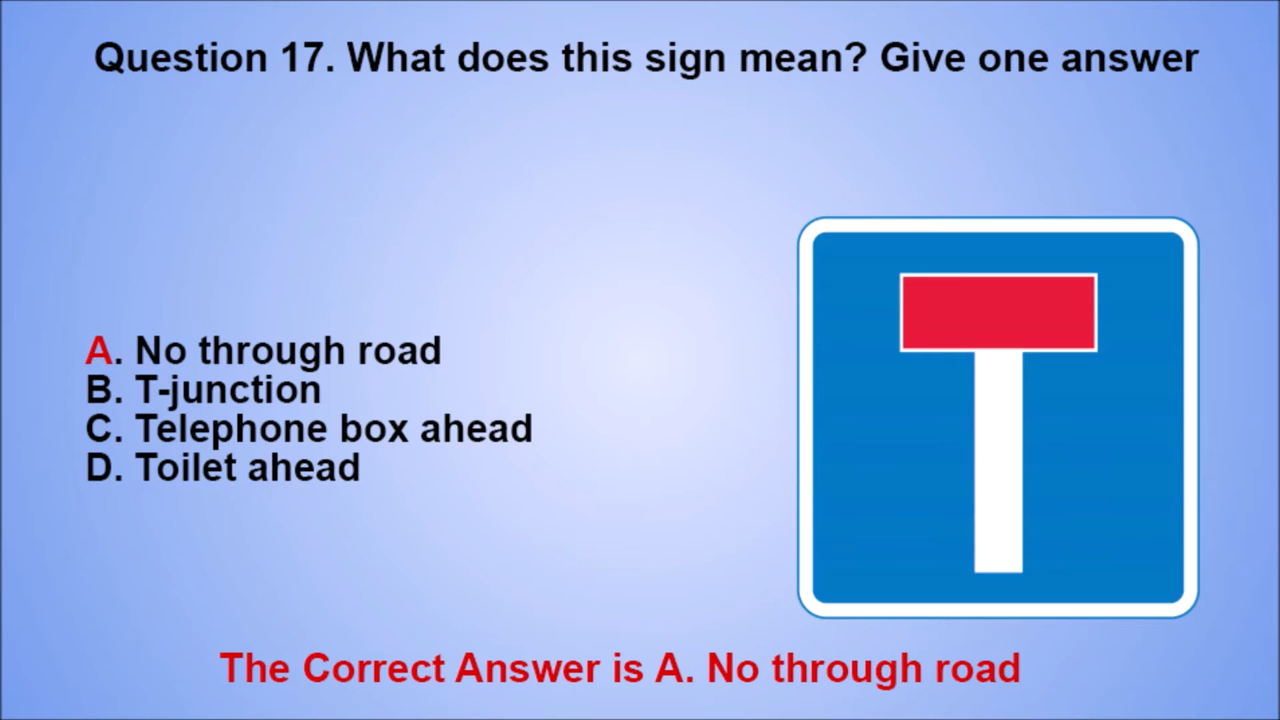 Question 17. What does this sign mean? Give one answer
A. No through road
B. T-junction
C. Telephone box ahead
D. Toilet ahead
The Correct Answer is A. No through road